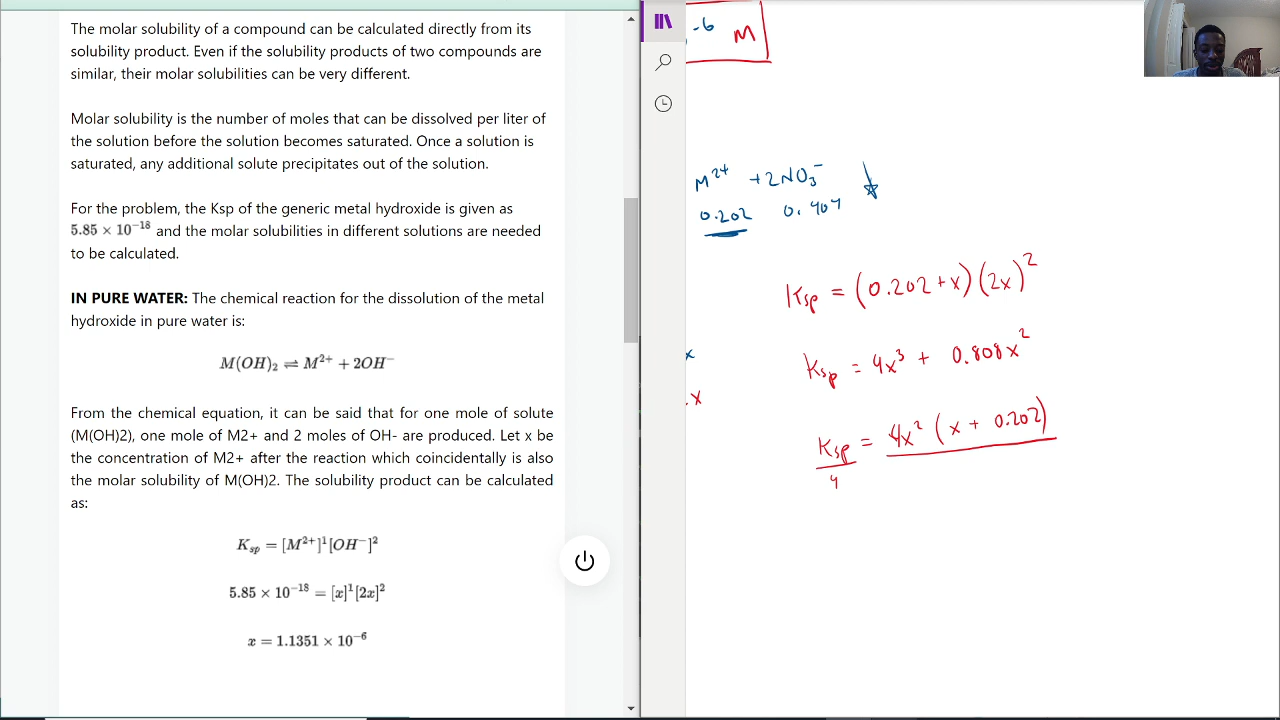 The molar solubility of a compound can be calculated directly from its
solubility product. Even if the solubility products of two compounds are
similar, their molar solubilities can be very different.
Molar solubility is the number of moles that can be dissolved per liter of
the solution before the solution becomes saturated. Once a solution is
saturated, any additional solute precipitates out of the solution.
For the problem, the Ksp of the generic metal hydroxide is given as
5.85 × 10⁻¹⁸ and the molar solubilities in different solutions are needed
to be calculated.
IN PURE WATER: The chemical reaction for the dissolution of the metal
hydroxide in pure water is:
M(OH)₂ ⇌ M²⁺ + 2OH⁻
From the chemical equation, it can be said that for one mole of solute
(M(OH)2), one mole of M2+ and 2 moles of OH- are produced. Let x be
the concentration of M2+ after the reaction which coincidentally is also
the molar solubility of M(OH)2. The solubility product can be calculated
as:
Kₛₚ = [M²⁺]¹[OH⁻]²
5.85 × 10⁻¹⁸ = [x]¹[2x]²
x = 1.1351 × 10⁻⁶
⁻⁶ M
M²⁺ + 2NO₃⁻
0.202 0.404
Ksp = (0.202 + x)(2x)²
x
Ksp = 4x³ + 0.808x²
.x
Ksp = 4x² (x + 0.202)
4